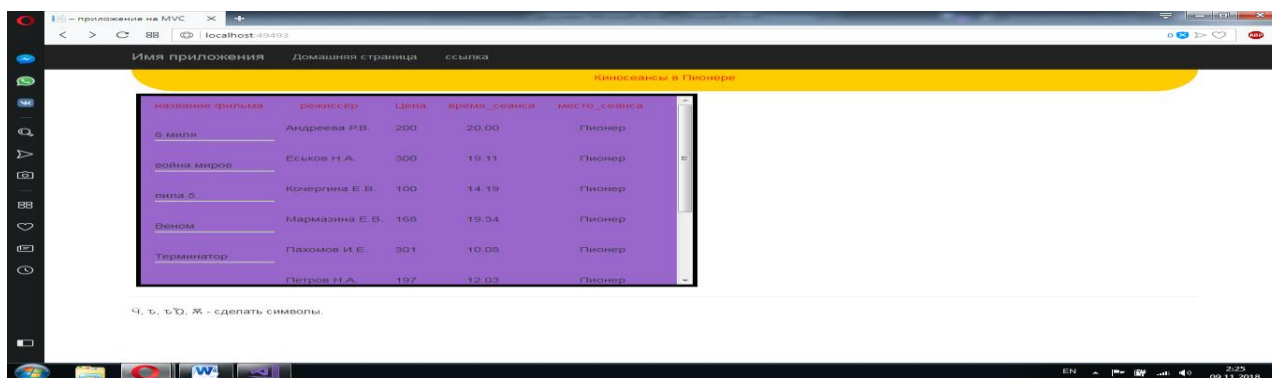 – приложение на MVC
localhost:49493
0
ABP
Имя приложения Домашняя страница ссылка
Киносеансы в Пионере
название фильма режиссёр Цена время_сеанса место_сеанса
8 миля Андреева Р.В. 200 20.00 Пионер
война миров Еськов Н.А. 300 19.11 Пионер
пила 5 Кочергина Е.В. 100 14.19 Пионер
Веном Мармазина Е.В. 168 19.34 Пионер
Терминатор Пахомов И.Е. 301 10.08 Пионер
Петров Н.А. 197 12.03 Пионер
- сделать символы.
EN 2:25
09.11.2018